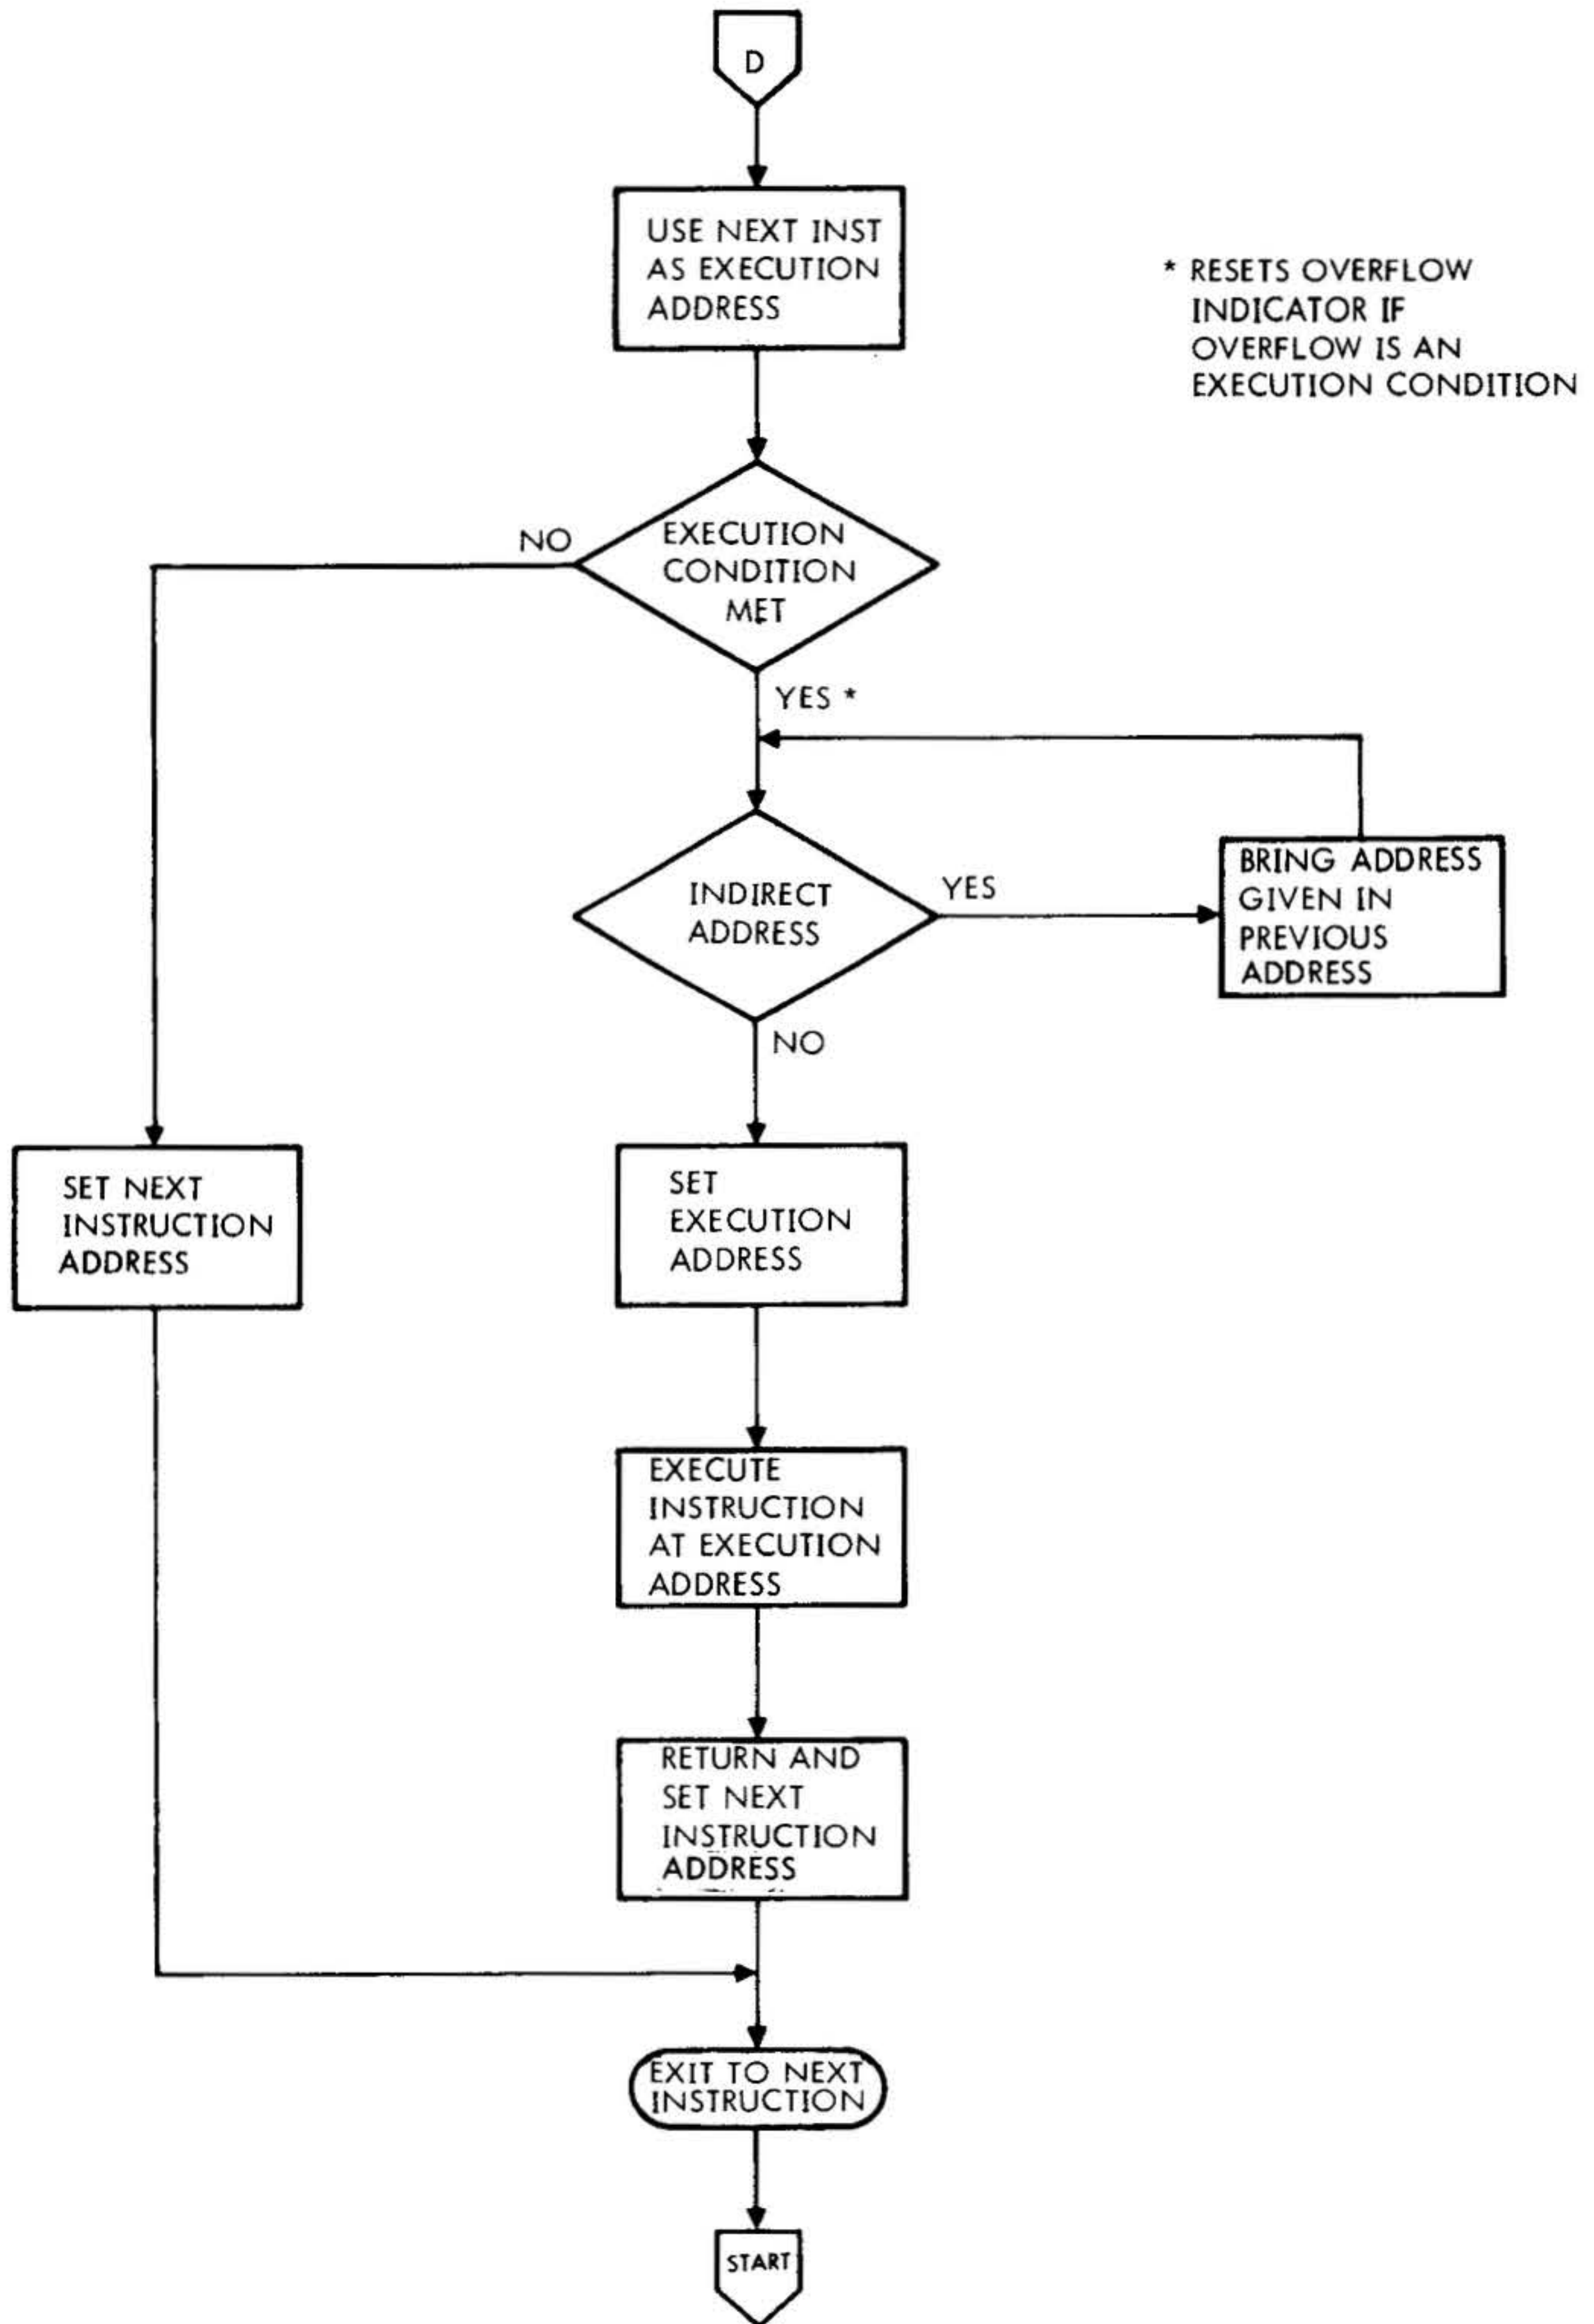 D
USE NEXT INST
AS EXECUTION
ADDRESS
* RESETS OVERFLOW
INDICATOR IF
OVERFLOW IS AN
EXECUTION CONDITION
EXECUTION
CONDITION
MET
NO
YES *
INDIRECT
ADDRESS
YES
BRING ADDRESS
GIVEN IN
PREVIOUS
ADDRESS
NO
SET NEXT
INSTRUCTION
ADDRESS
SET
EXECUTION
ADDRESS
EXECUTE
INSTRUCTION
AT EXECUTION
ADDRESS
RETURN AND
SET NEXT
INSTRUCTION
ADDRESS
EXIT TO NEXT
INSTRUCTION
START